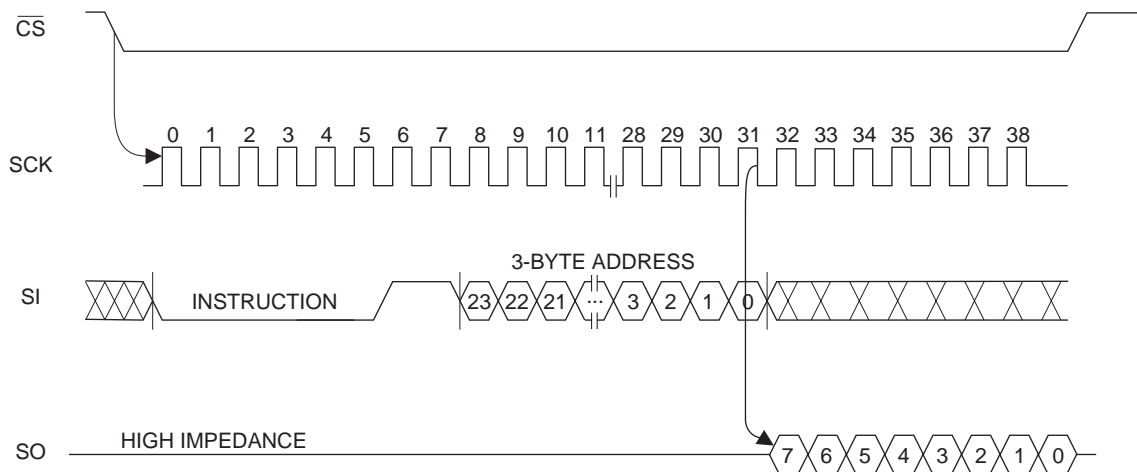 CS
0 1 2 3 4 5 6 7 8 9 10 11 28 29 30 31 32 33 34 35 36 37 38
SCK
3-BYTE ADDRESS
SI INSTRUCTION 23 22 21 ... 3 2 1 0
HIGH IMPEDANCE
SO 7 6 5 4 3 2 1 0